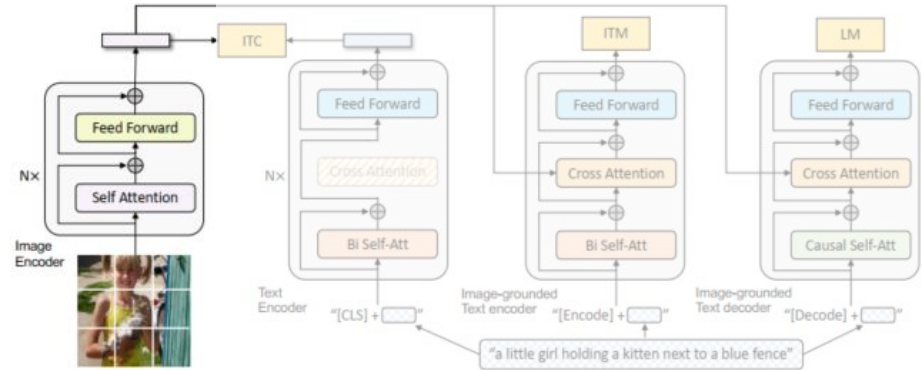 ITC
ITM
LM
Feed Forward
Self Attention
N×
Image
Encoder
Feed Forward
Cross Attention
Bi Self-Att
N×
Text
Encoder
"[CLS] + "
Feed Forward
Cross Attention
Bi Self-Att
Image-grounded
Text encoder
"[Encode] + "
Feed Forward
Cross Attention
Causal Self-Att
Image-grounded
Text decoder
"[Decode] + "
"a little girl holding a kitten next to a blue fence"